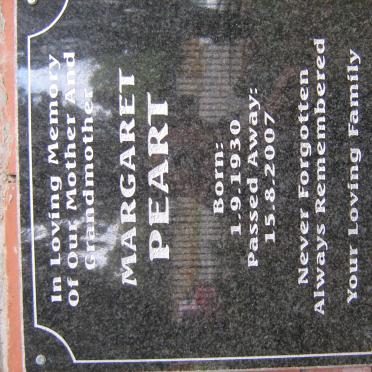 In Loving Memory
Of Our Mother And
Grandmother
MARGARET
PEART
Born:
1.9.1930
Passed Away:
15.8.2007
Never Forgotten
Always Remembered
Your Loving Family